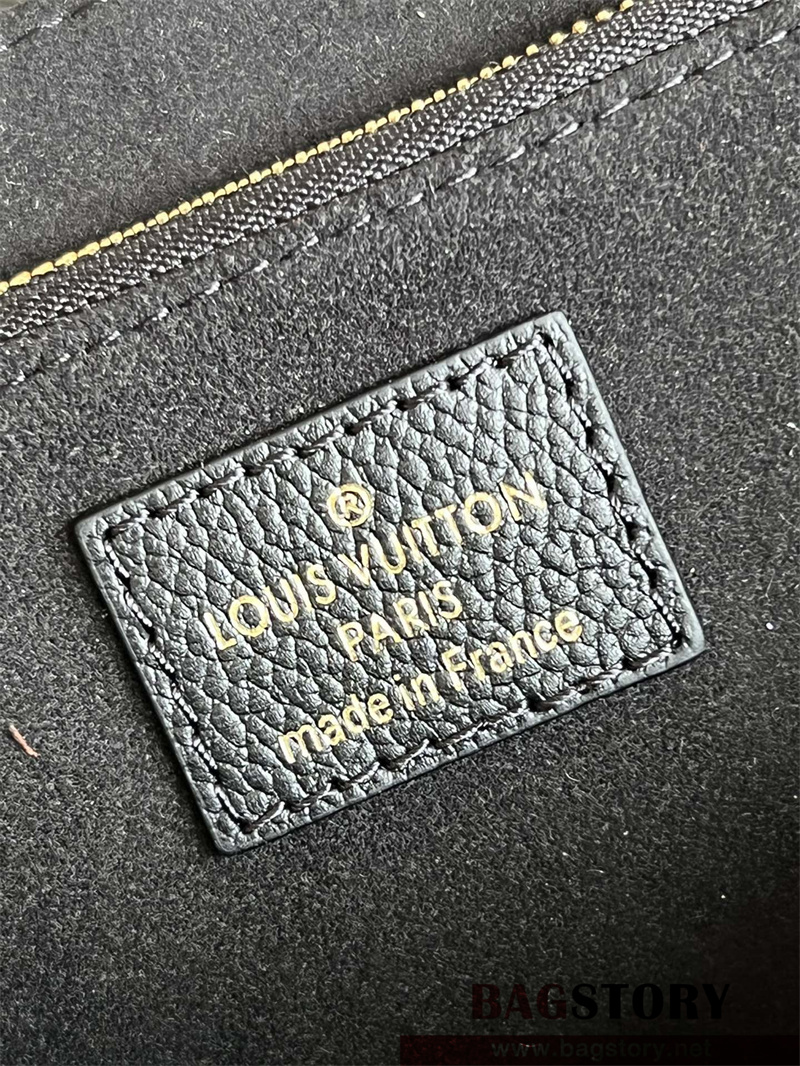 ®
LOUIS VUITTON
PARIS
made in France
BAGSTORY
www.bagstory.net